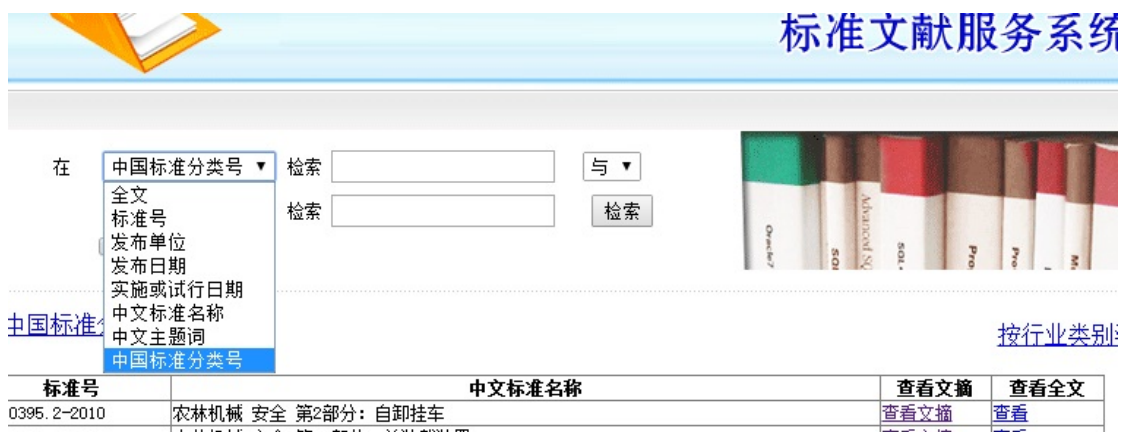 标准文献服务系统
在 中国标准分类号 ▼ 检索 与 ▼
全文
标准号 检索 检索
发布单位
发布日期
实施或试行日期
中文标准名称
中文主题词
中国标准分类号
中国标准
按行业类别
标准号 中文标准名称 查看文摘 查看全文
0395.2-2010 农林机械 安全 第2部分: 自卸挂车 查看文摘 查看
Oracle7
Advanced
SQL